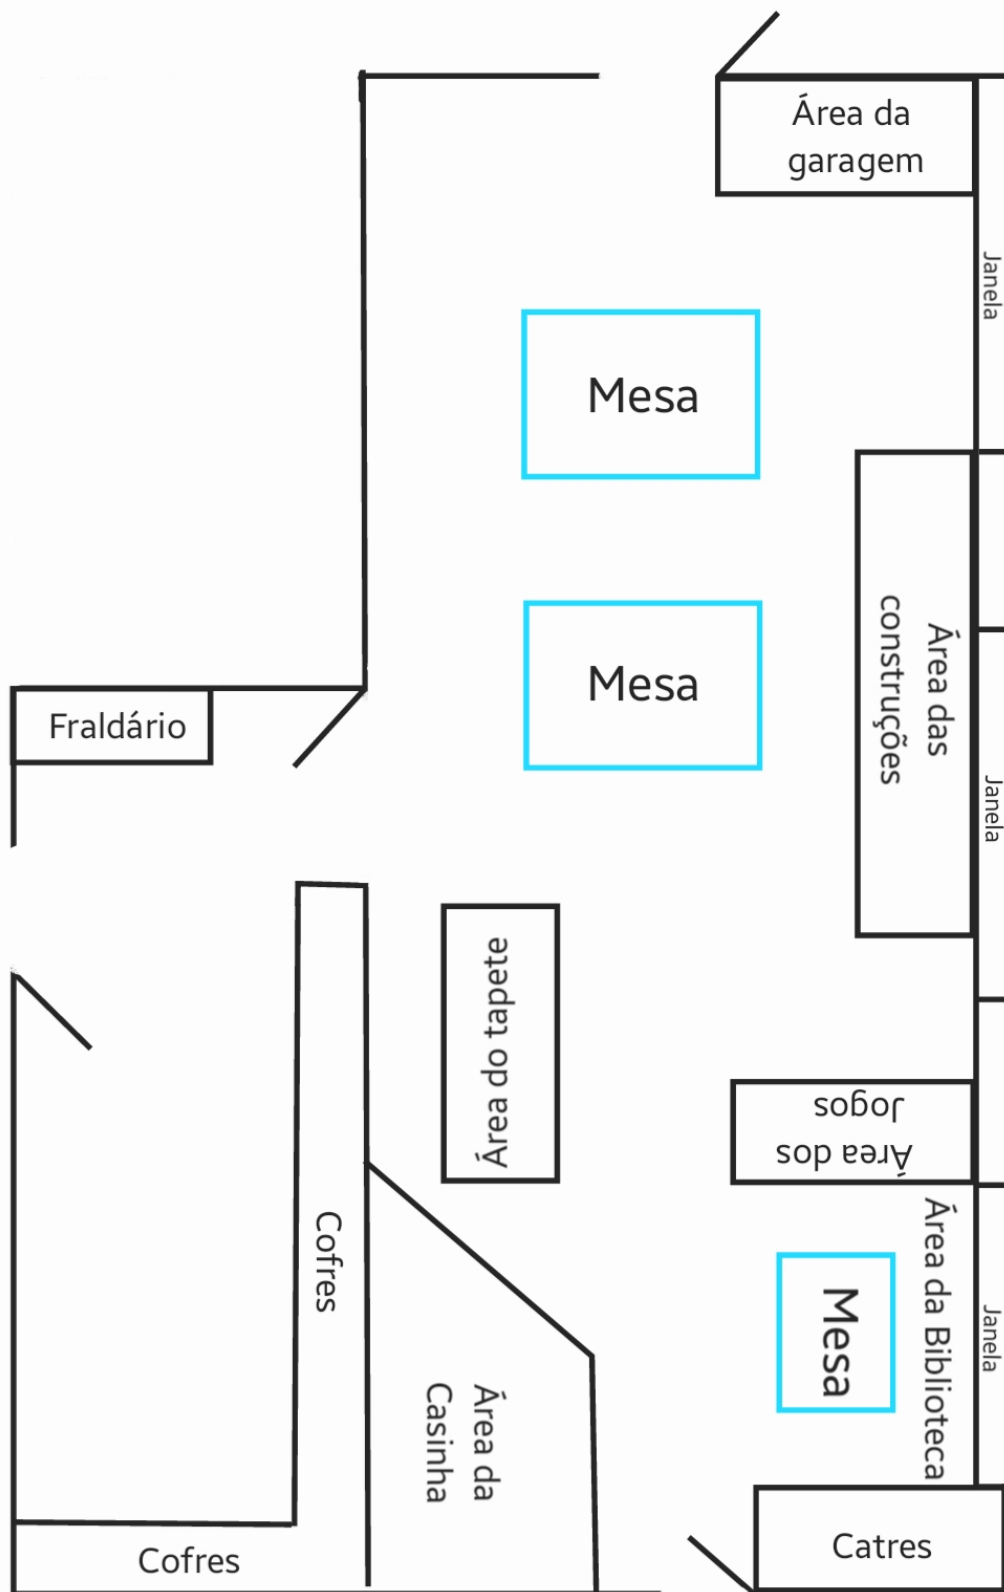 Área da
garagem
Janela
Mesa
Área das
construções
Mesa
Fraldário
Janela
Área do tapete
Área dos
Jogos
Cofres
Área da Biblioteca
Mesa
Janela
Área da
Casinha
Cofres
Catres